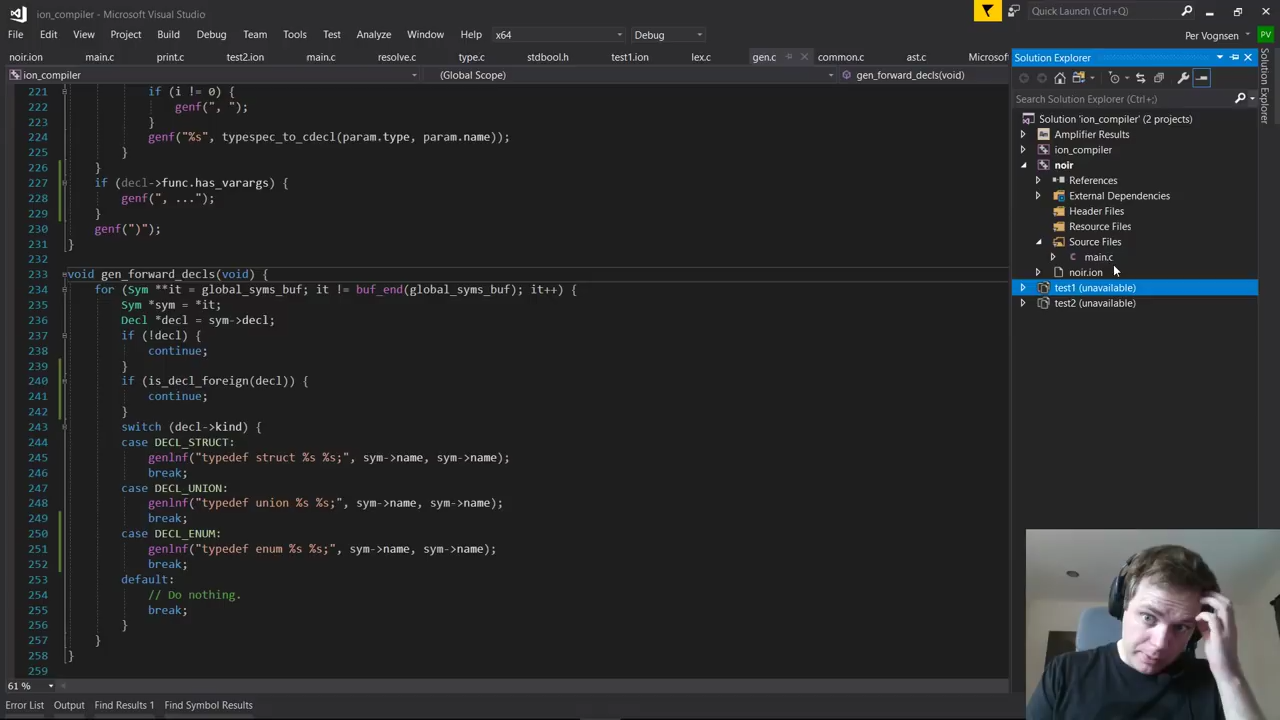 ion_compiler - Microsoft Visual Studio
Quick Launch (Ctrl+Q)
File Edit View Project Build Debug Team Tools Test Analyze Window Help x64 Debug
Per Vognsen PV
noir.ion main.c print.c test2.ion main.c type.c stdbool.h test1.ion lex.c gen.c common.c ast.c Microsof
ion_compiler (Global Scope) gen_forward_decls(void)
221 if (i != 0) {
222 genf(", ");
223 }
224 genf("%s", typespec_to_cdecl(param.type, param.name));
225 }
226 }
227 if (decl->func.has_varargs) {
228 genf(", ...");
229 }
230 genf(")");
231 }
232
233 void gen_forward_decls(void) {
234 for (Sym **it = global_syms_buf; it != buf_end(global_syms_buf); it++) {
235 Sym *sym = *it;
236 Decl *decl = sym->decl;
237 if (!decl) {
238 continue;
239 }
240 if (is_decl_foreign(decl)) {
241 continue;
242 }
243 switch (decl->kind) {
244 case DECL_STRUCT:
245 genlnf("typedef struct %s %s;", sym->name, sym->name);
246 break;
247 case DECL_UNION:
248 genlnf("typedef union %s %s;", sym->name, sym->name);
249 break;
250 case DECL_ENUM:
251 genlnf("typedef enum %s %s;", sym->name, sym->name);
252 break;
253 default:
254 // Do nothing.
255 break;
256 }
257 }
258 }
259
61 %
Error List Output Find Results 1 Find Symbol Results
Solution Explorer
Search Solution Explorer (Ctrl+;)
Solution 'ion_compiler' (2 projects)
Amplifier Results
ion_compiler
noir
References
External Dependencies
Header Files
Resource Files
Source Files
main.c
noir.ion
test1 (unavailable)
test2 (unavailable)
Solution Explorer